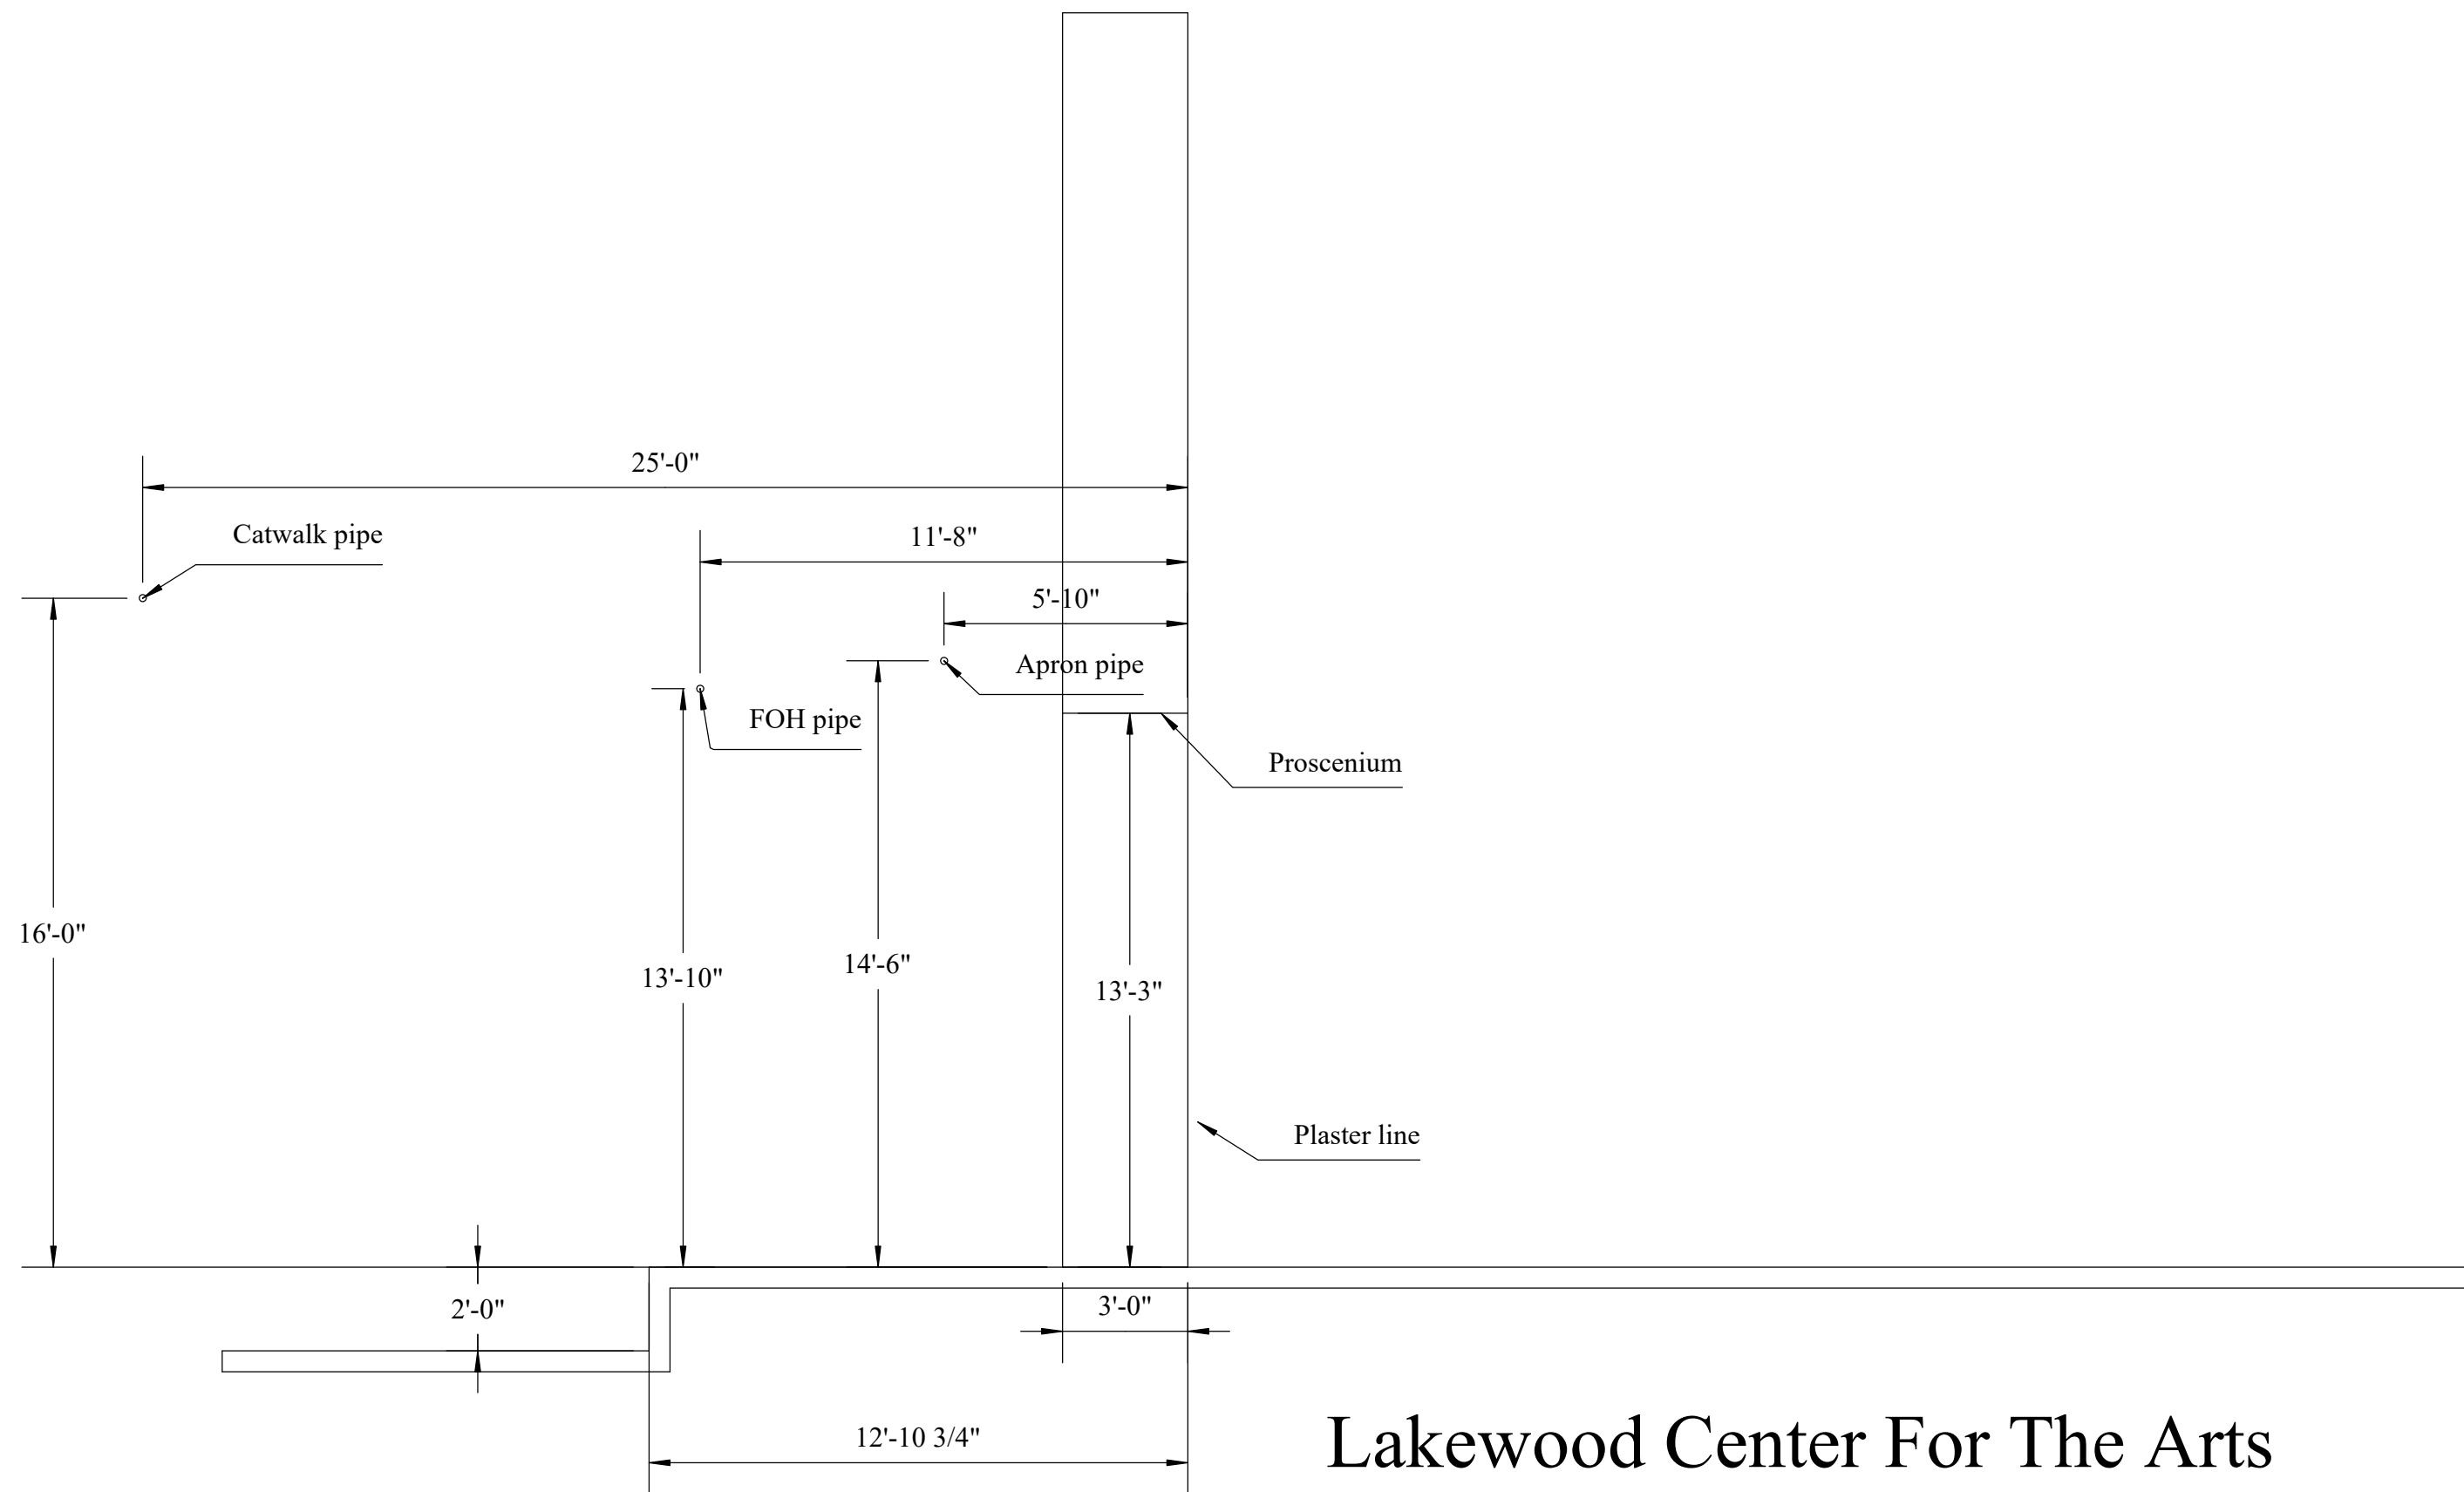 25'-0"
Catwalk pipe
11'-8"
5'-10"
Apron pipe
FOH pipe
Proscenium
16'-0"
13'-10"
14'-6"
13'-3"
Plaster line
2'-0"
3'-0"
12'-10 3/4"
Lakewood Center For The Arts